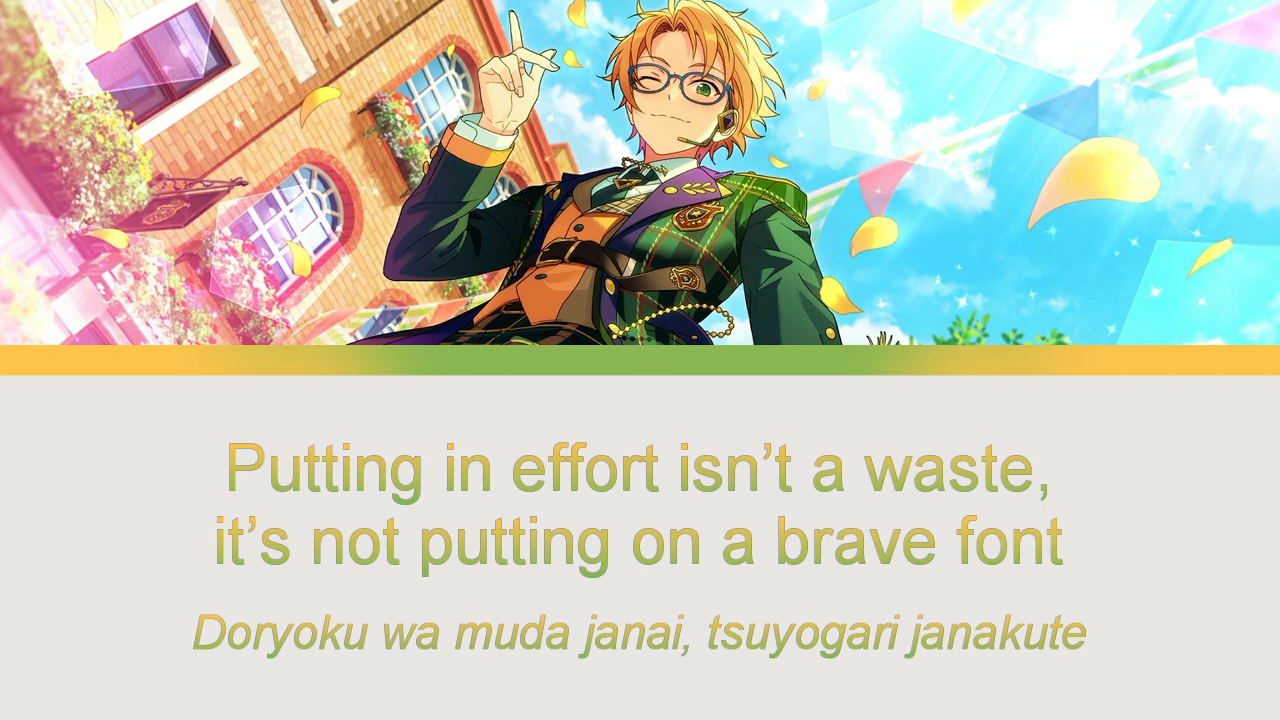 Putting in effort isn’t a waste,
it’s not putting on a brave font
Doryoku wa muda janai, tsuyogari janakute